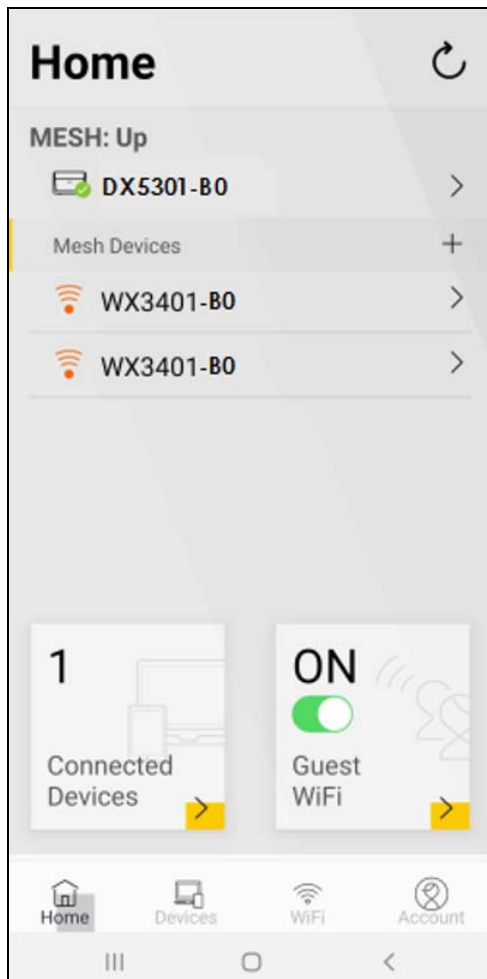 Home
MESH: Up
DX5301-B0
Mesh Devices
WX3401-B0
WX3401-B0
1
Connected
Devices
ON
Guest
WiFi
Home
Devices
WiFi
Account